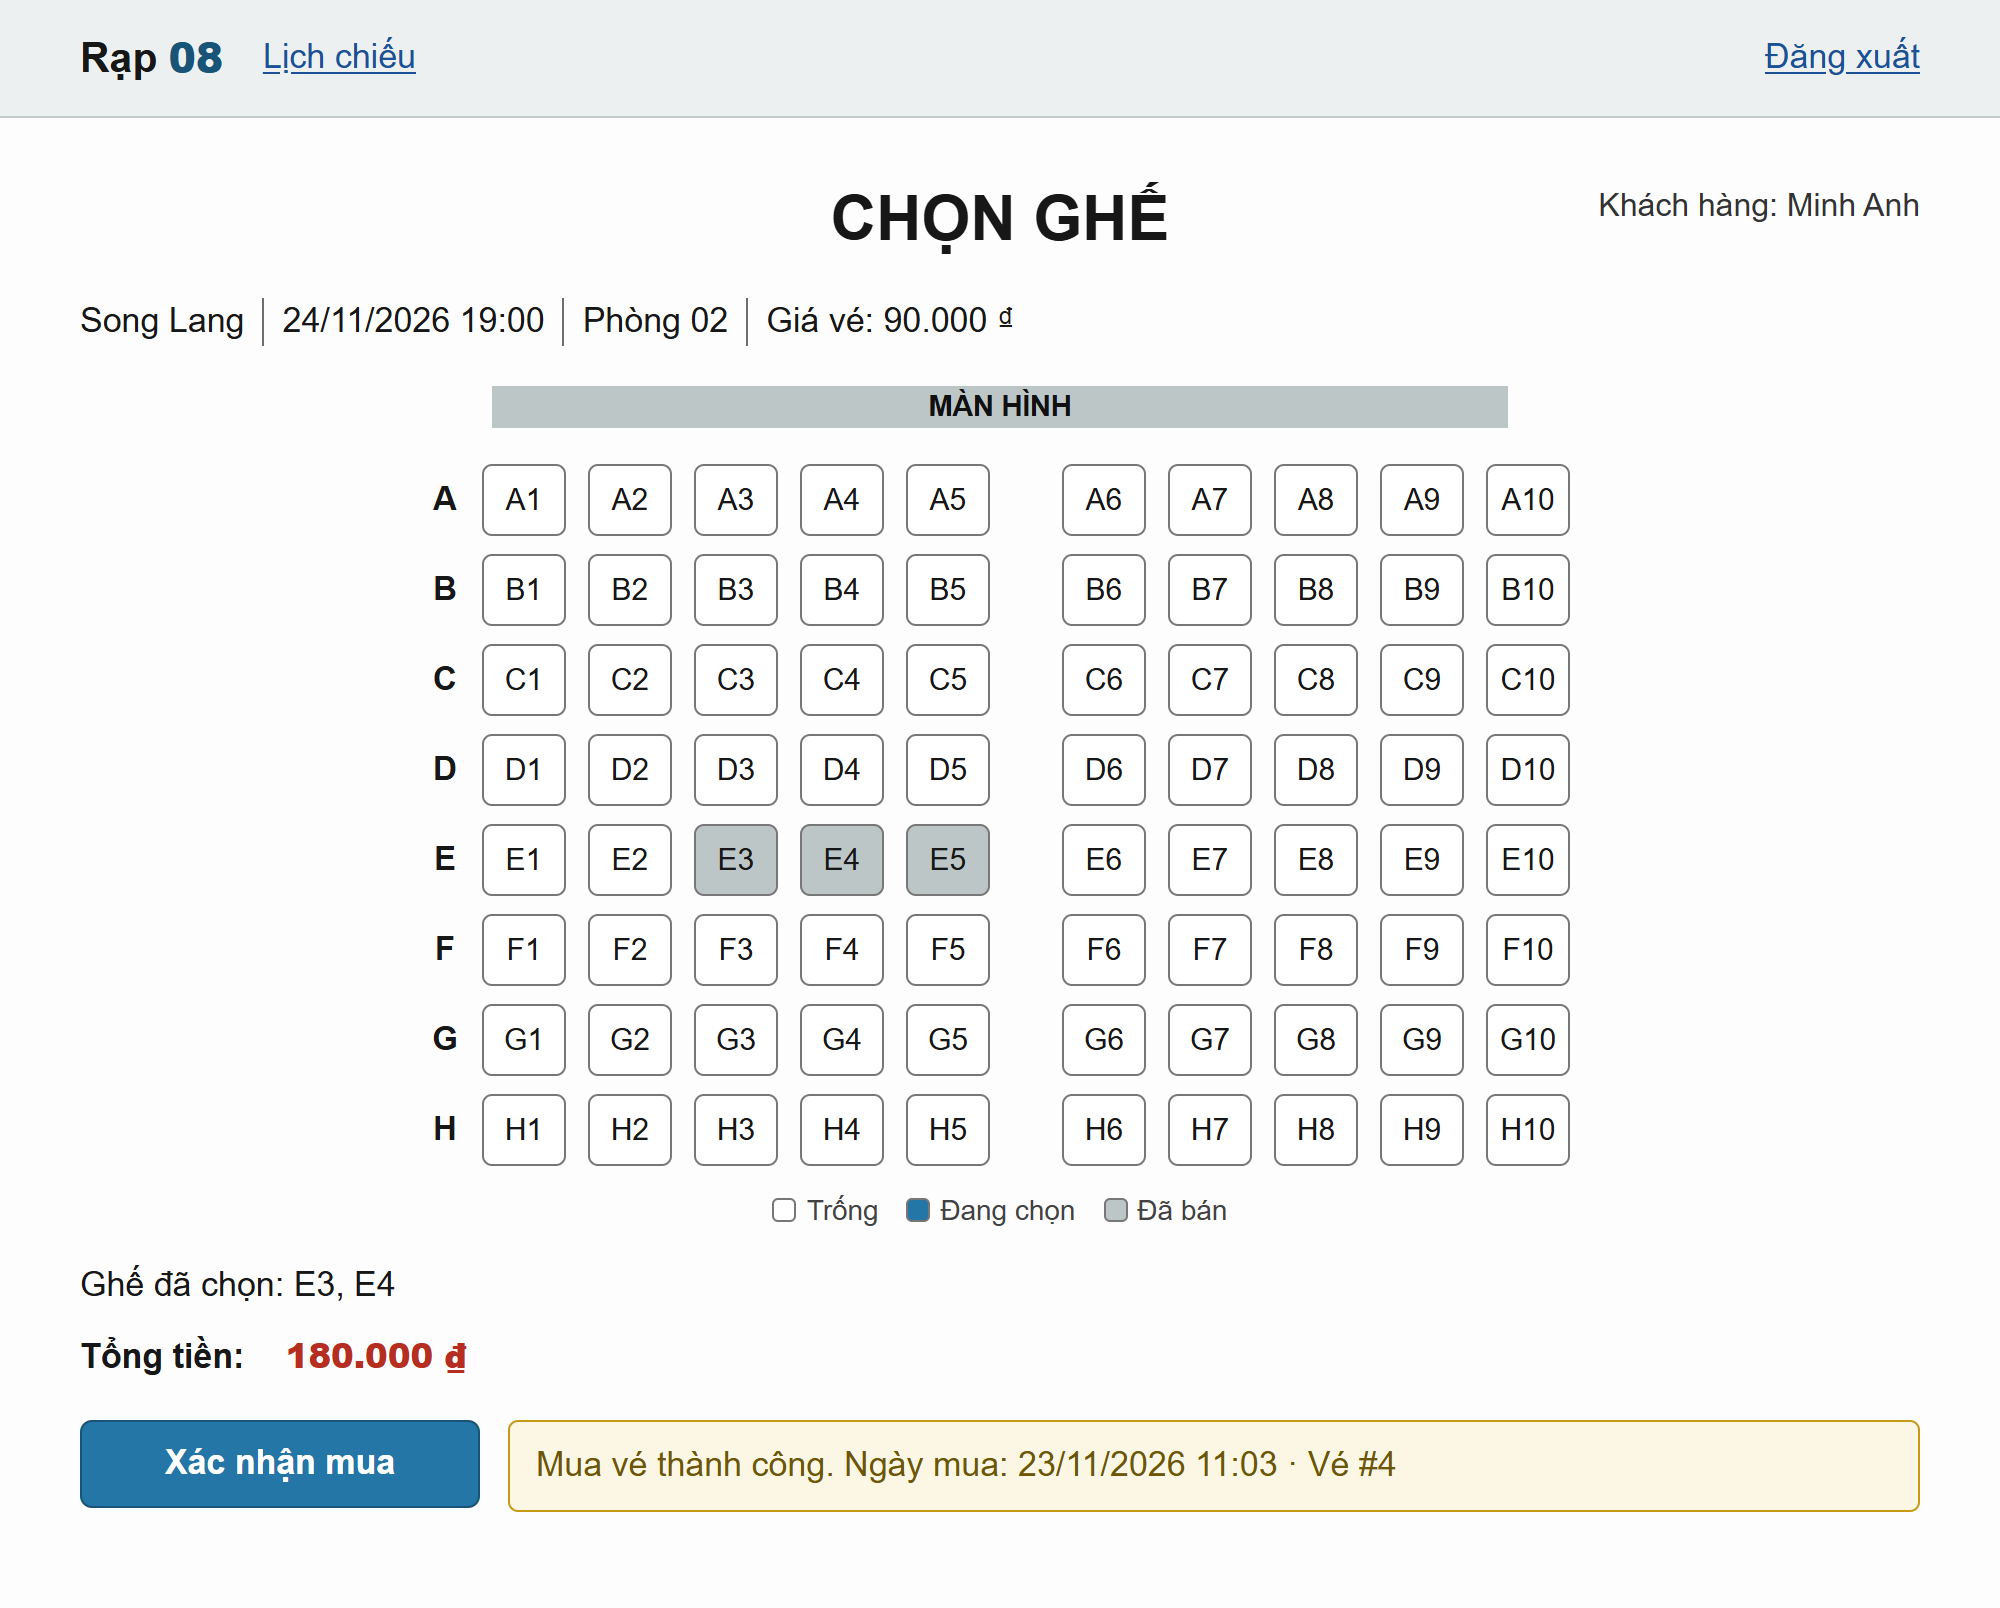 Rạp 08 Lịch chiếu Đăng xuất
CHỌN GHẾ
Khách hàng: Minh Anh
Song Lang 24/11/2026 19:00 Phòng 02 Giá vé: 90.000 ₫
MÀN HÌNH
A A1 A2 A3 A4 A5 A6 A7 A8 A9 A10
B B1 B2 B3 B4 B5 B6 B7 B8 B9 B10
C C1 C2 C3 C4 C5 C6 C7 C8 C9 C10
D D1 D2 D3 D4 D5 D6 D7 D8 D9 D10
E E1 E2 E3 E4 E5 E6 E7 E8 E9 E10
F F1 F2 F3 F4 F5 F6 F7 F8 F9 F10
G G1 G2 G3 G4 G5 G6 G7 G8 G9 G10
H H1 H2 H3 H4 H5 H6 H7 H8 H9 H10
Trống Đang chọn Đã bán
Ghế đã chọn: E3, E4
Tổng tiền: 180.000 ₫
Xác nhận mua
Mua vé thành công. Ngày mua: 23/11/2026 11:03 · Vé #4